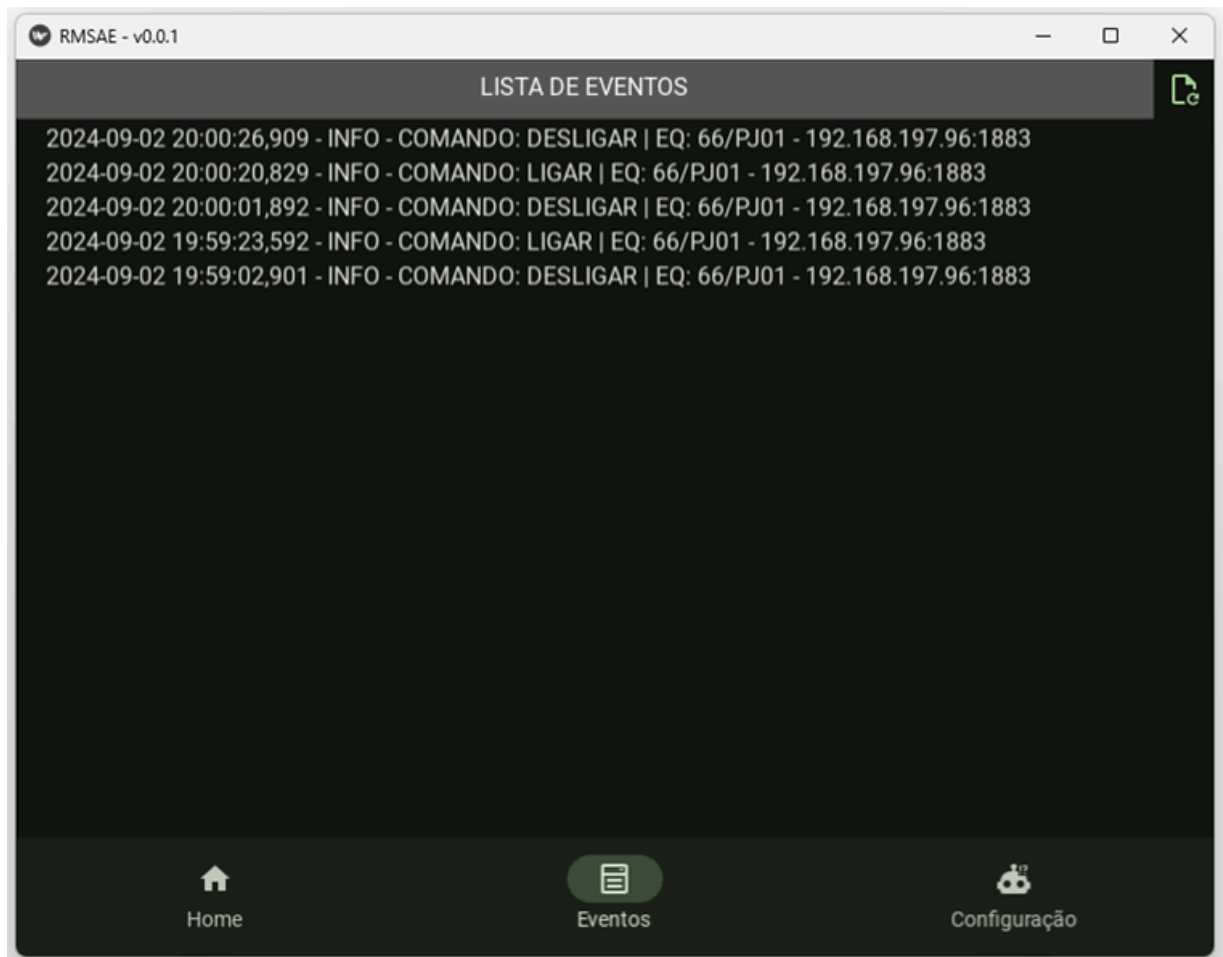 RMSAE - v0.0.1
LISTA DE EVENTOS
2024-09-02 20:00:26,909 - INFO - COMANDO: DESLIGAR | EQ: 66/PJ01 - 192.168.197.96:1883
2024-09-02 20:00:20,829 - INFO - COMANDO: LIGAR | EQ: 66/PJ01 - 192.168.197.96:1883
2024-09-02 20:00:01,892 - INFO - COMANDO: DESLIGAR | EQ: 66/PJ01 - 192.168.197.96:1883
2024-09-02 19:59:23,592 - INFO - COMANDO: LIGAR | EQ: 66/PJ01 - 192.168.197.96:1883
2024-09-02 19:59:02,901 - INFO - COMANDO: DESLIGAR | EQ: 66/PJ01 - 192.168.197.96:1883
Home
Eventos
Configuração